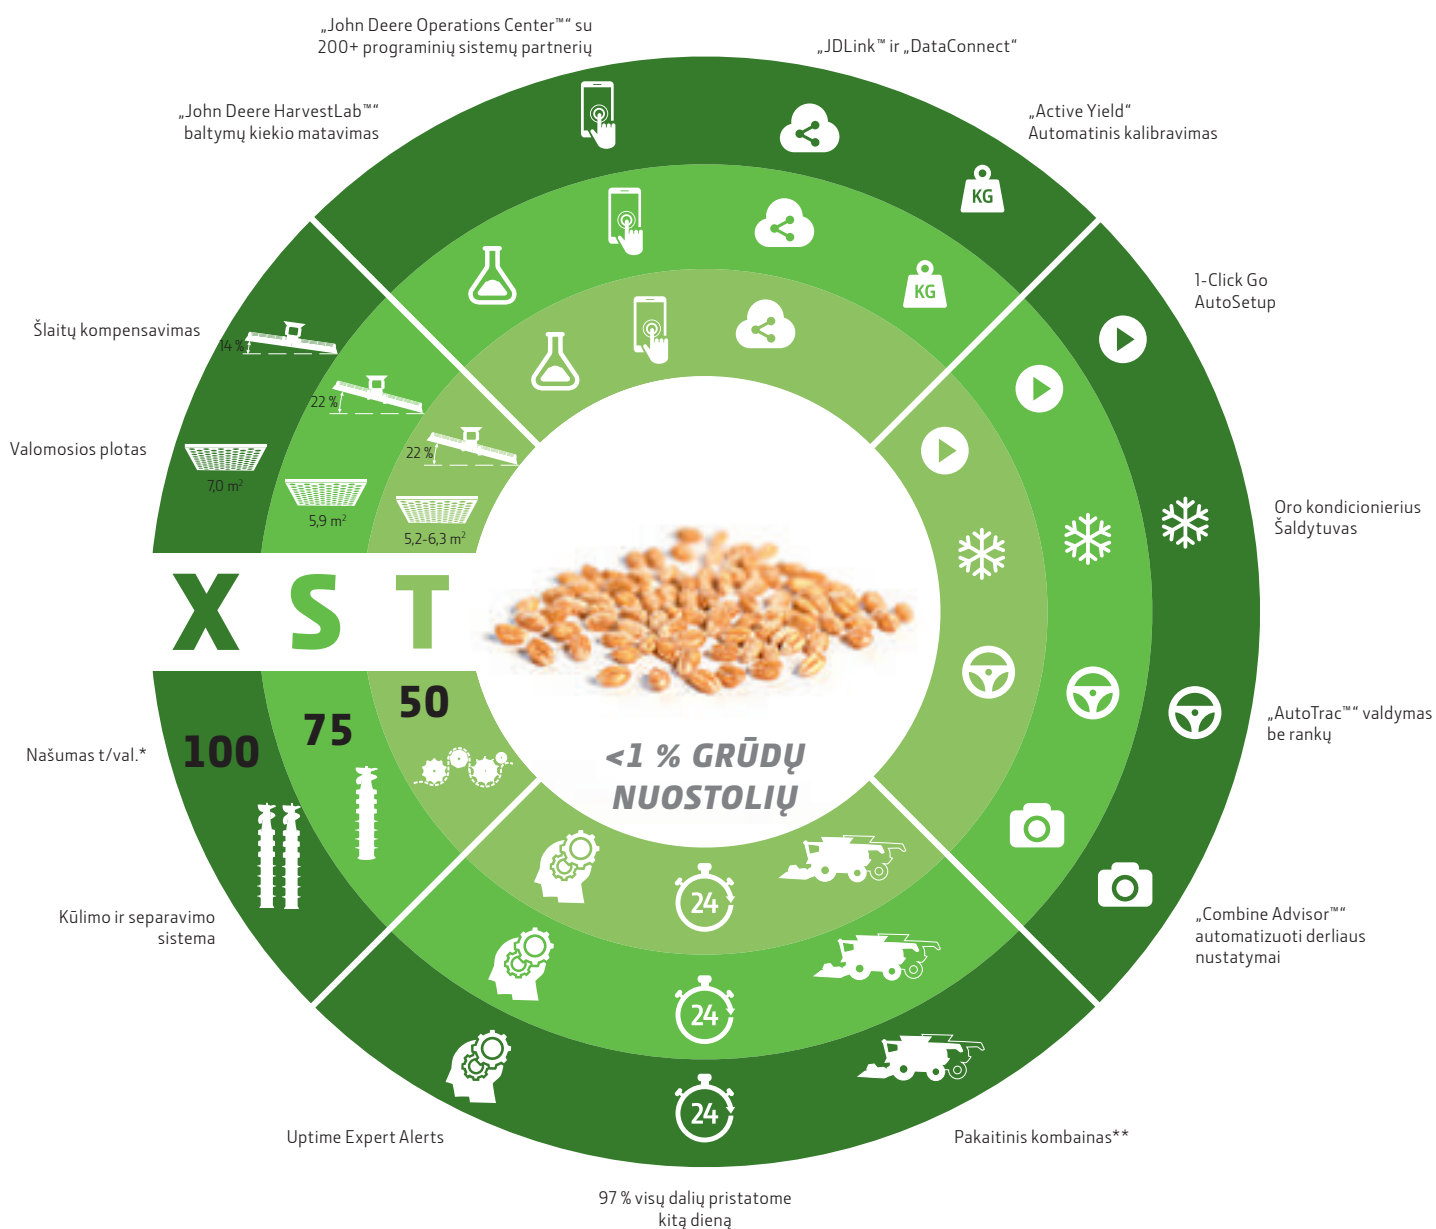 „John Deere Operations Center™“ su
200+ programinių sistemų partnerių
„JDLink™ ir „DataConnect“
„John Deere HarvestLab™“
baltymų kiekio matavimas
„Active Yield“
Automatinis kalibravimas
KG
KG
1-Click Go
AutoSetup
Šlaitų kompensavimas
14 %
22 %
22 %
Valomosios plotas
7,0 m²
5,9 m²
5,2-6,3 m²
Oro kondicionierius
Šaldytuvas
X S T
50
75
100
Našumas t/val.*
<1 % GRŪDŲ
NUOSTOLIŲ
„AutoTrac™“ valdymas
be rankų
Kūlimo ir separavimo
sistema
„Combine Advisor™“
automatizuoti derliaus
nustatymai
24
24
24
Uptime Expert Alerts
Pakaitinis kombainas**
97 % visų dalių pristatome
kitą dieną